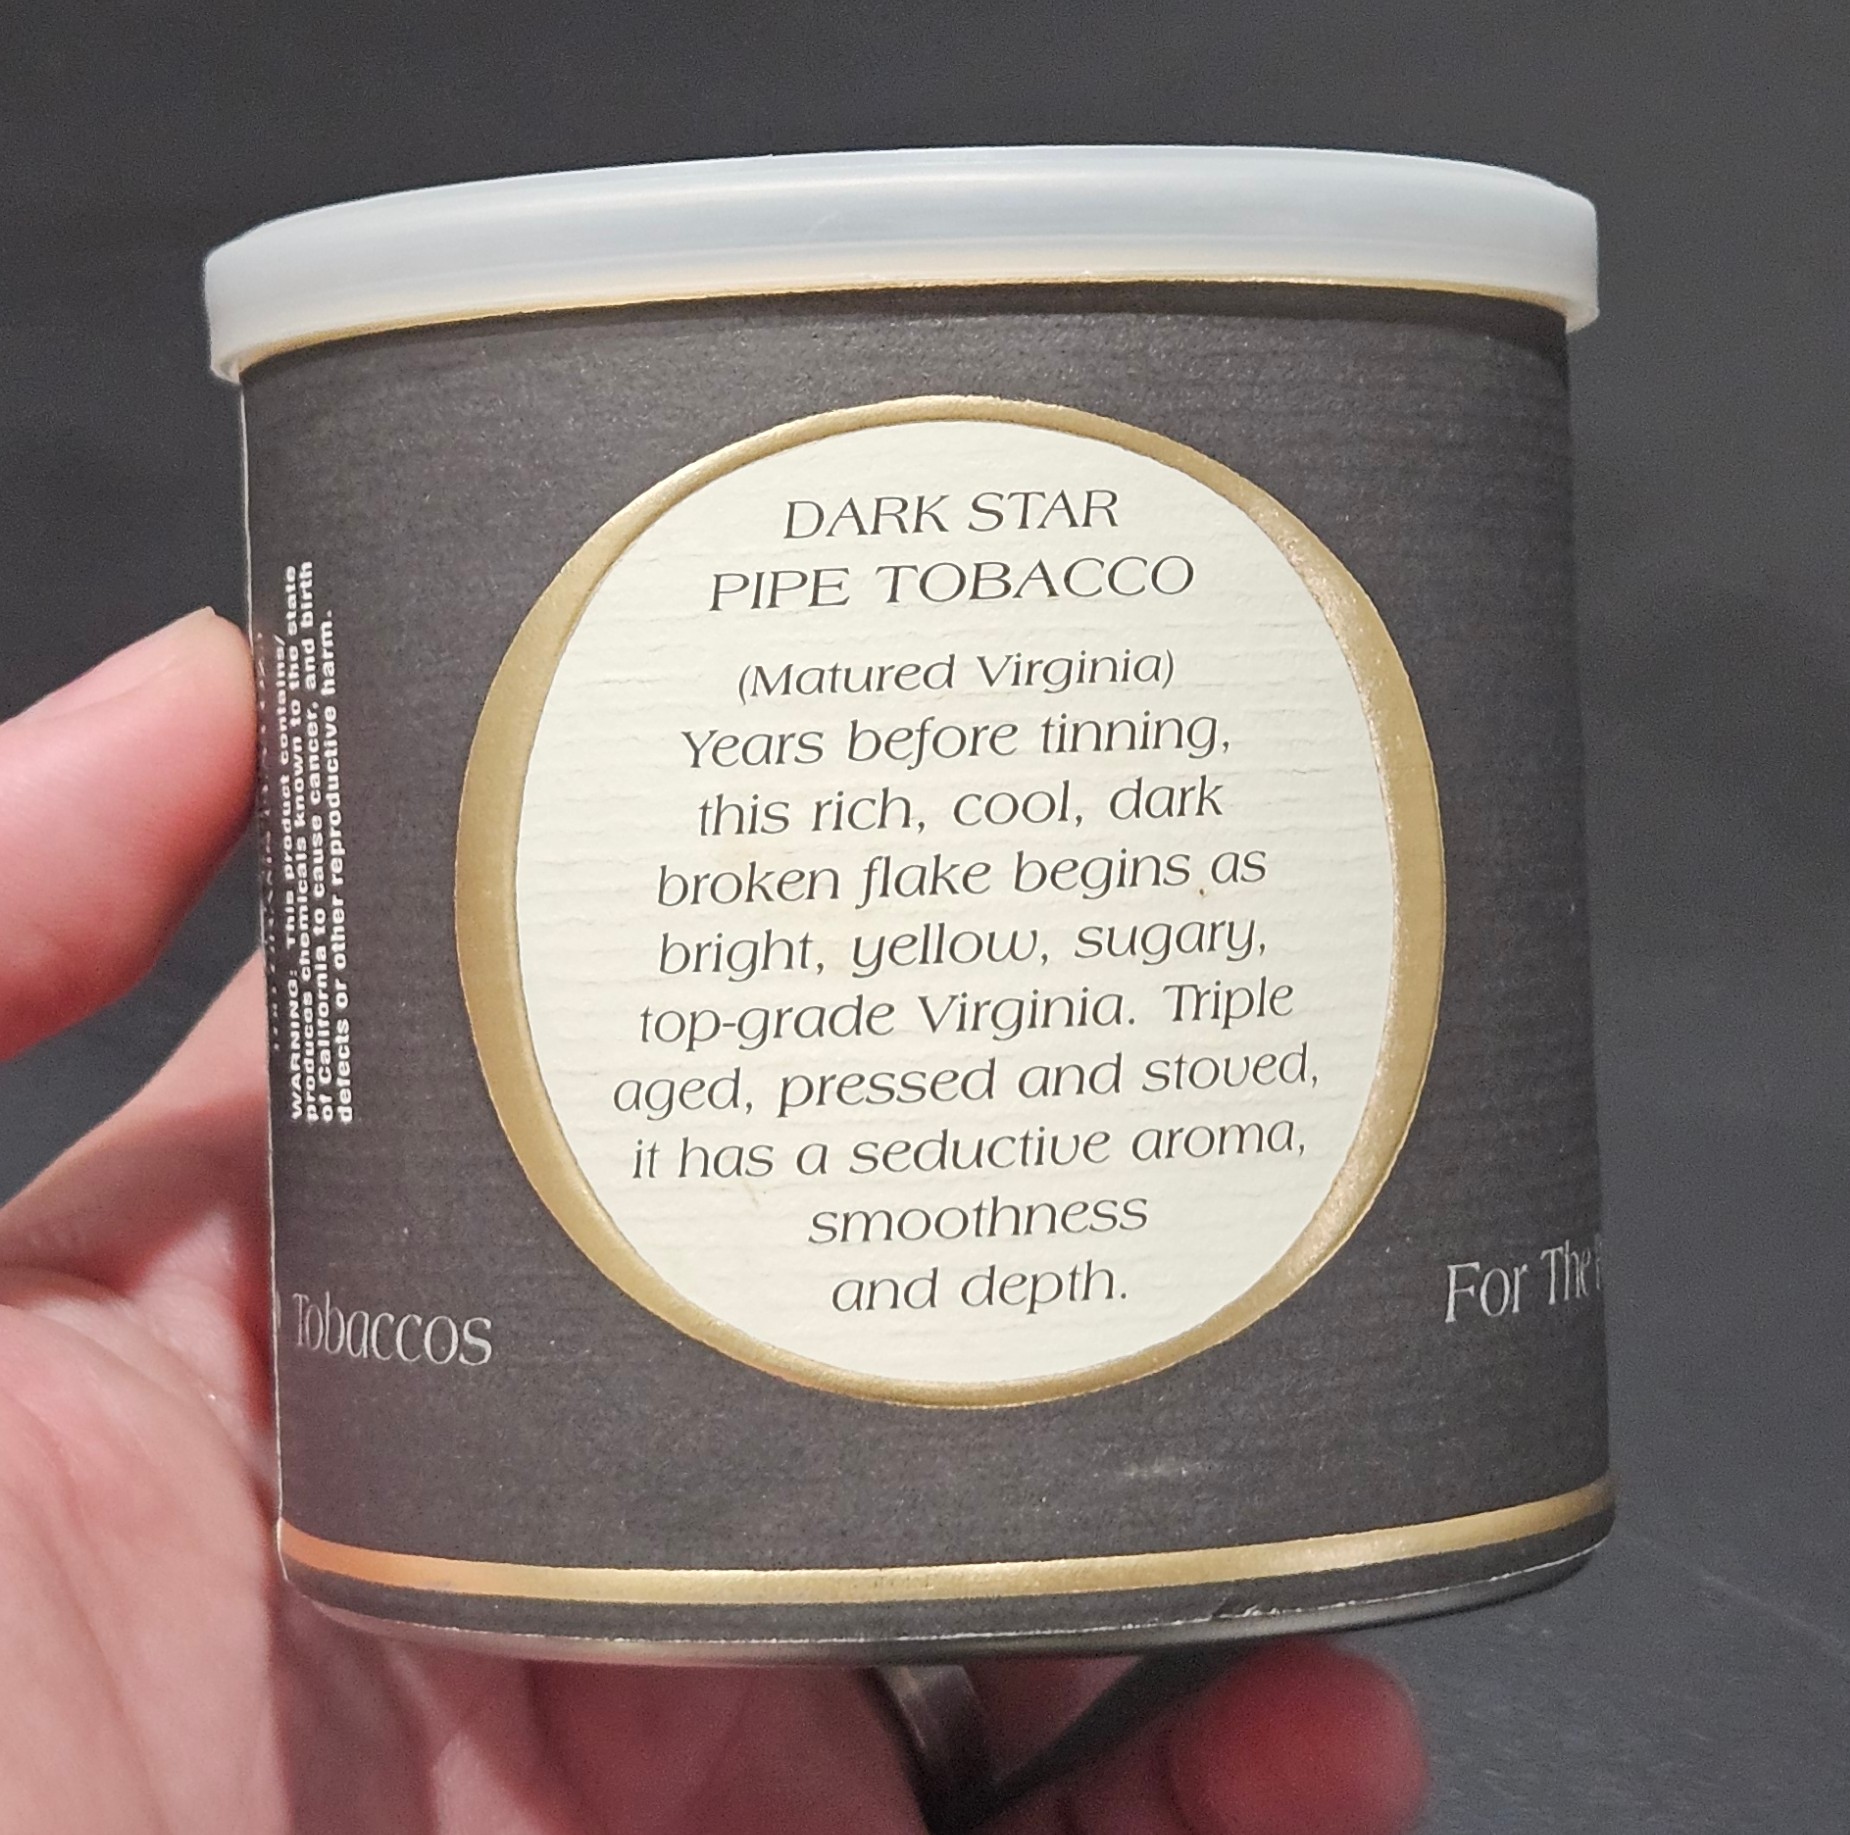 DARK STAR
PIPE TOBACCO
(Matured Virginia)
Years before tinning,
this rich, cool, dark
broken flake begins as
bright, yellow, sugary,
top-grade Virginia. Triple
aged, pressed and stoved,
it has a seductive aroma,
smoothness
and depth.
WARNING: This product contains/
produces chemicals known to the state
of California to cause cancer, and birth
defects or other reproductive harm.
Tobaccos
For The